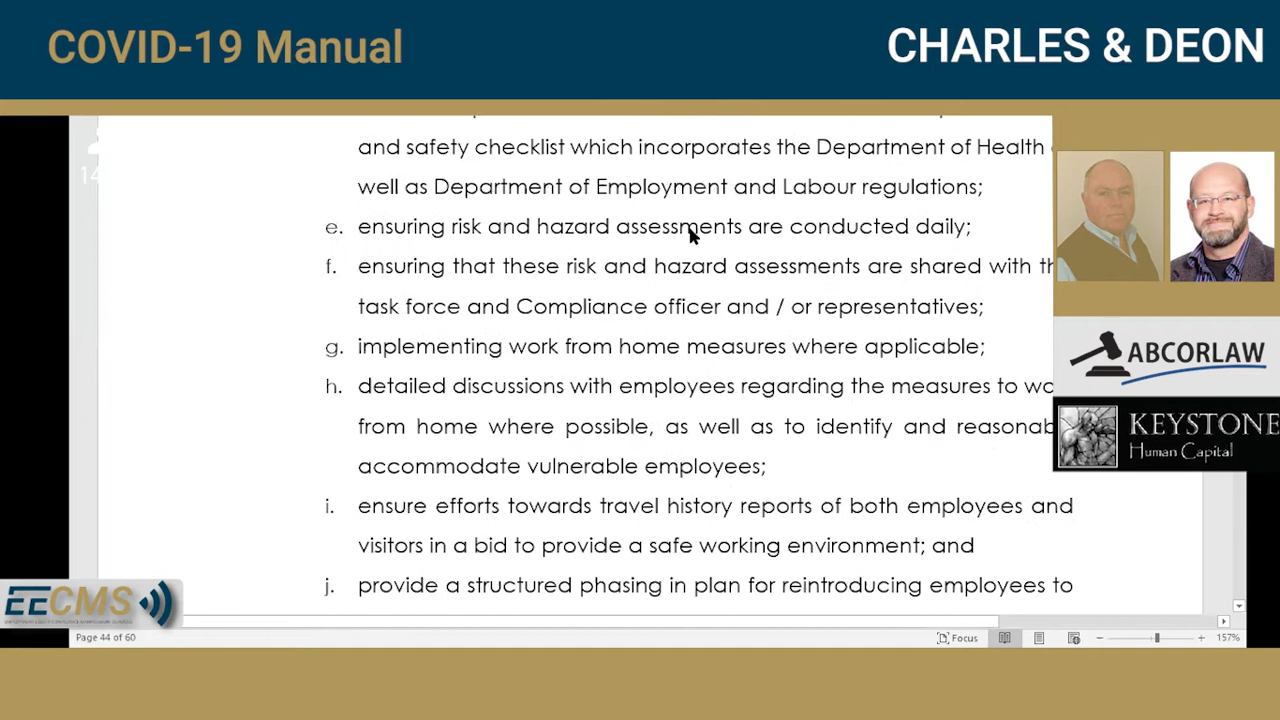 COVID-19 Manual
CHARLES & DEON
and safety checklist which incorporates the Department of Health
well as Department of Employment and Labour regulations;
e. ensuring risk and hazard assessments are conducted daily;
f. ensuring that these risk and hazard assessments are shared with
task force and Compliance officer and / or representatives;
g. implementing work from home measures where applicable;
h. detailed discussions with employees regarding the measures to
from home where possible, as well as to identify and
accommodate vulnerable employees;
i. ensure efforts towards travel history reports of both employees and
visitors in a bid to provide a safe working environment; and
j. provide a structured phasing in plan for reintroducing employees to
ABCORLAW
KEYSTONE
Human Capital
EECMS
Page 44 of 60
Focus
157%